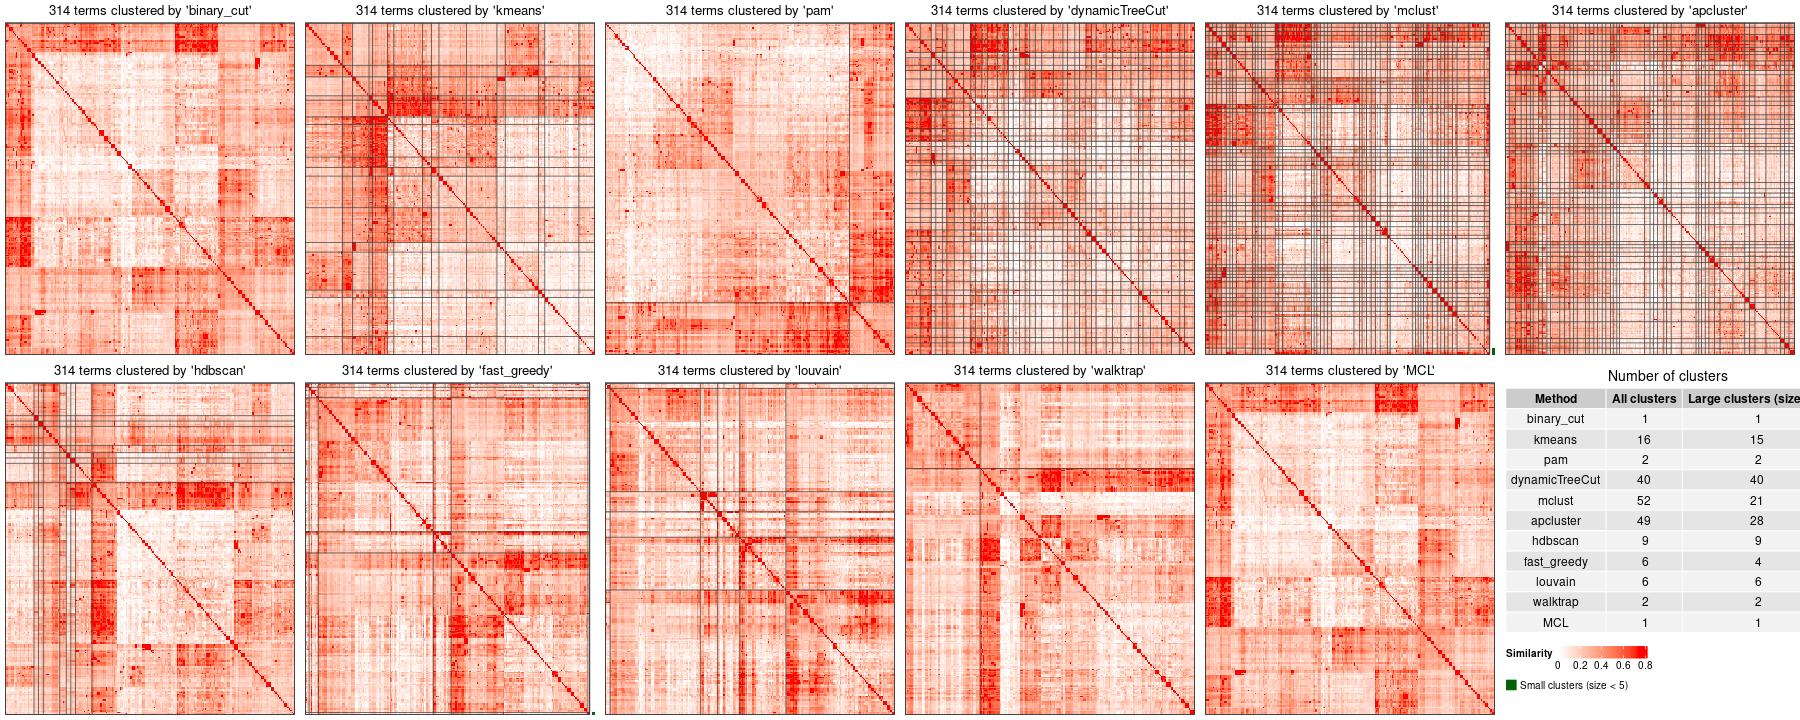 314 terms clustered by 'binary_cut'
314 terms clustered by 'kmeans'
314 terms clustered by 'pam'
314 terms clustered by 'dynamicTreeCut'
314 terms clustered by 'mclust'
314 terms clustered by 'apcluster'
314 terms clustered by 'hdbscan'
314 terms clustered by 'fast_greedy'
314 terms clustered by 'louvain'
314 terms clustered by 'walktrap'
314 terms clustered by 'MCL'
Number of clusters
Method All clusters Large clusters (size
binary_cut 1 1
kmeans 16 15
pam 2 2
dynamicTreeCut 40 40
mclust 52 21
apcluster 49 28
hdbscan 9 9
fast_greedy 6 4
louvain 6 6
walktrap 2 2
MCL 1 1
Similarity
0 0.2 0.4 0.6 0.8
Small clusters (size < 5)